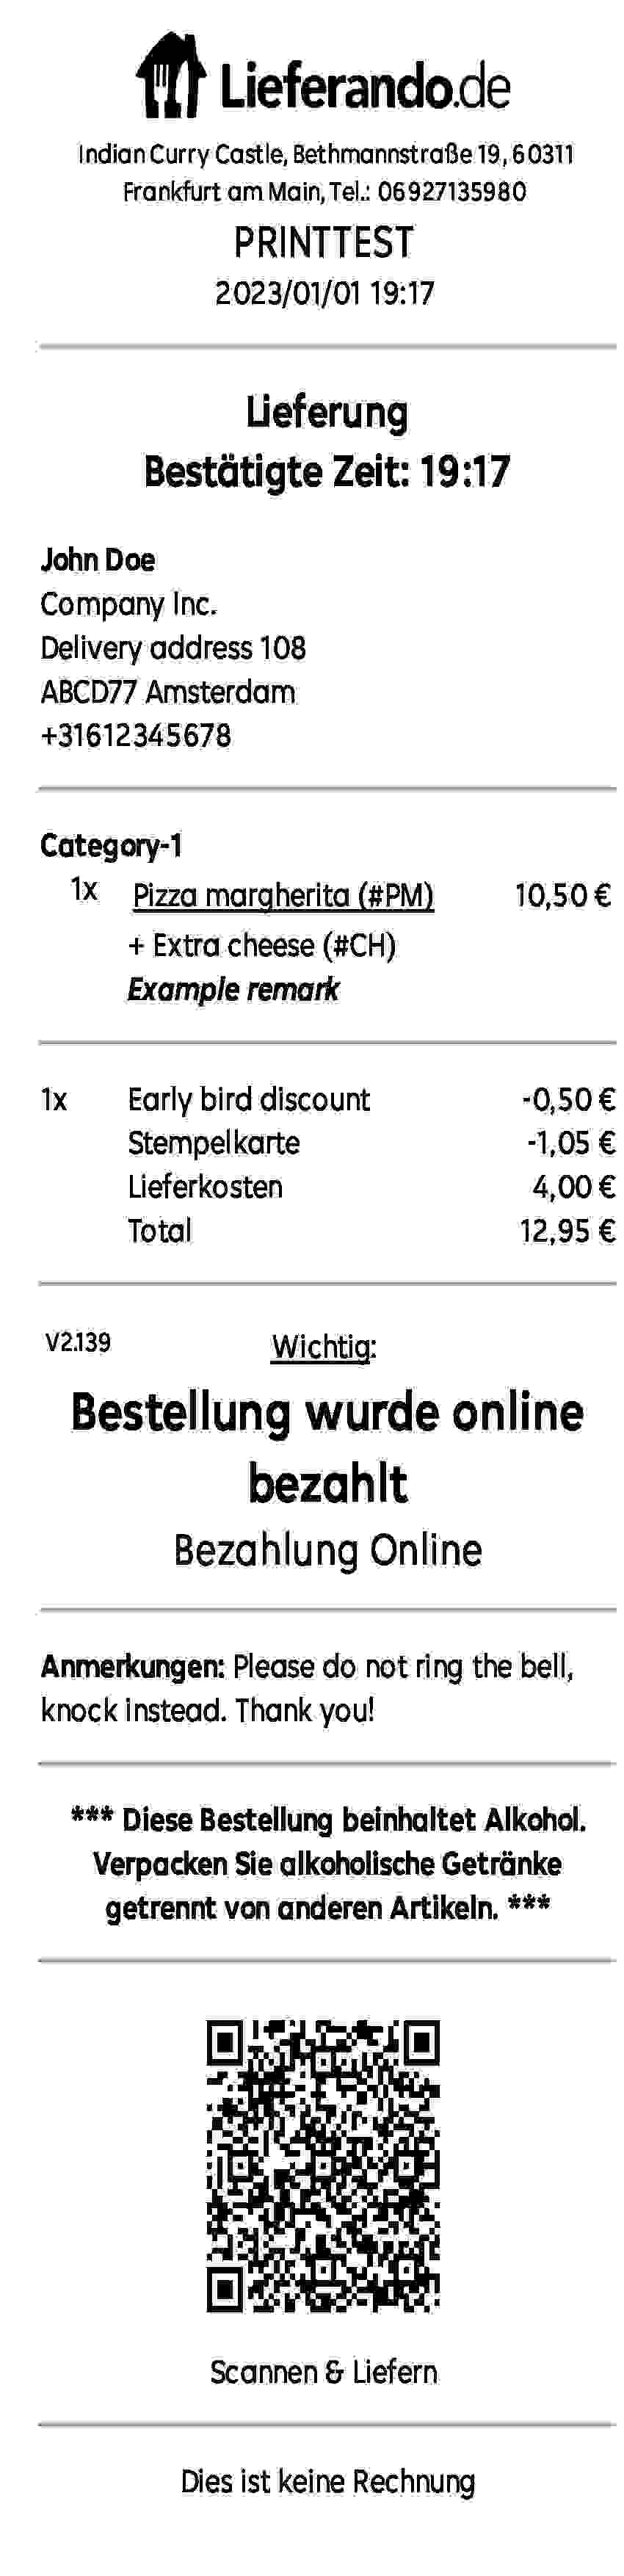 Lieferando.de
Indian Curry Castle, Bethmannstraße 19, 60311
Frankfurt am Main, Tel.: 06927135980
PRINTTEST
2023/01/01 19:17
Lieferung
Bestätigte Zeit: 19:17
John Doe
Company Inc.
Delivery address 108
ABCD77 Amsterdam
+31612345678
Category-1
1x Pizza margherita (#PM) 10,50 €
+ Extra cheese (#CH)
Example remark
1x Early bird discount -0,50 €
Stempelkarte -1,05 €
Lieferkosten 4,00 €
Total 12,95 €
V2.139 Wichtig:
Bestellung wurde online
bezahlt
Bezahlung Online
Anmerkungen: Please do not ring the bell,
knock instead. Thank you!
*** Diese Bestellung beinhaltet Alkohol.
Verpacken Sie alkoholische Getränke
getrennt von anderen Artikeln. ***
Scannen & Liefern
Dies ist keine Rechnung